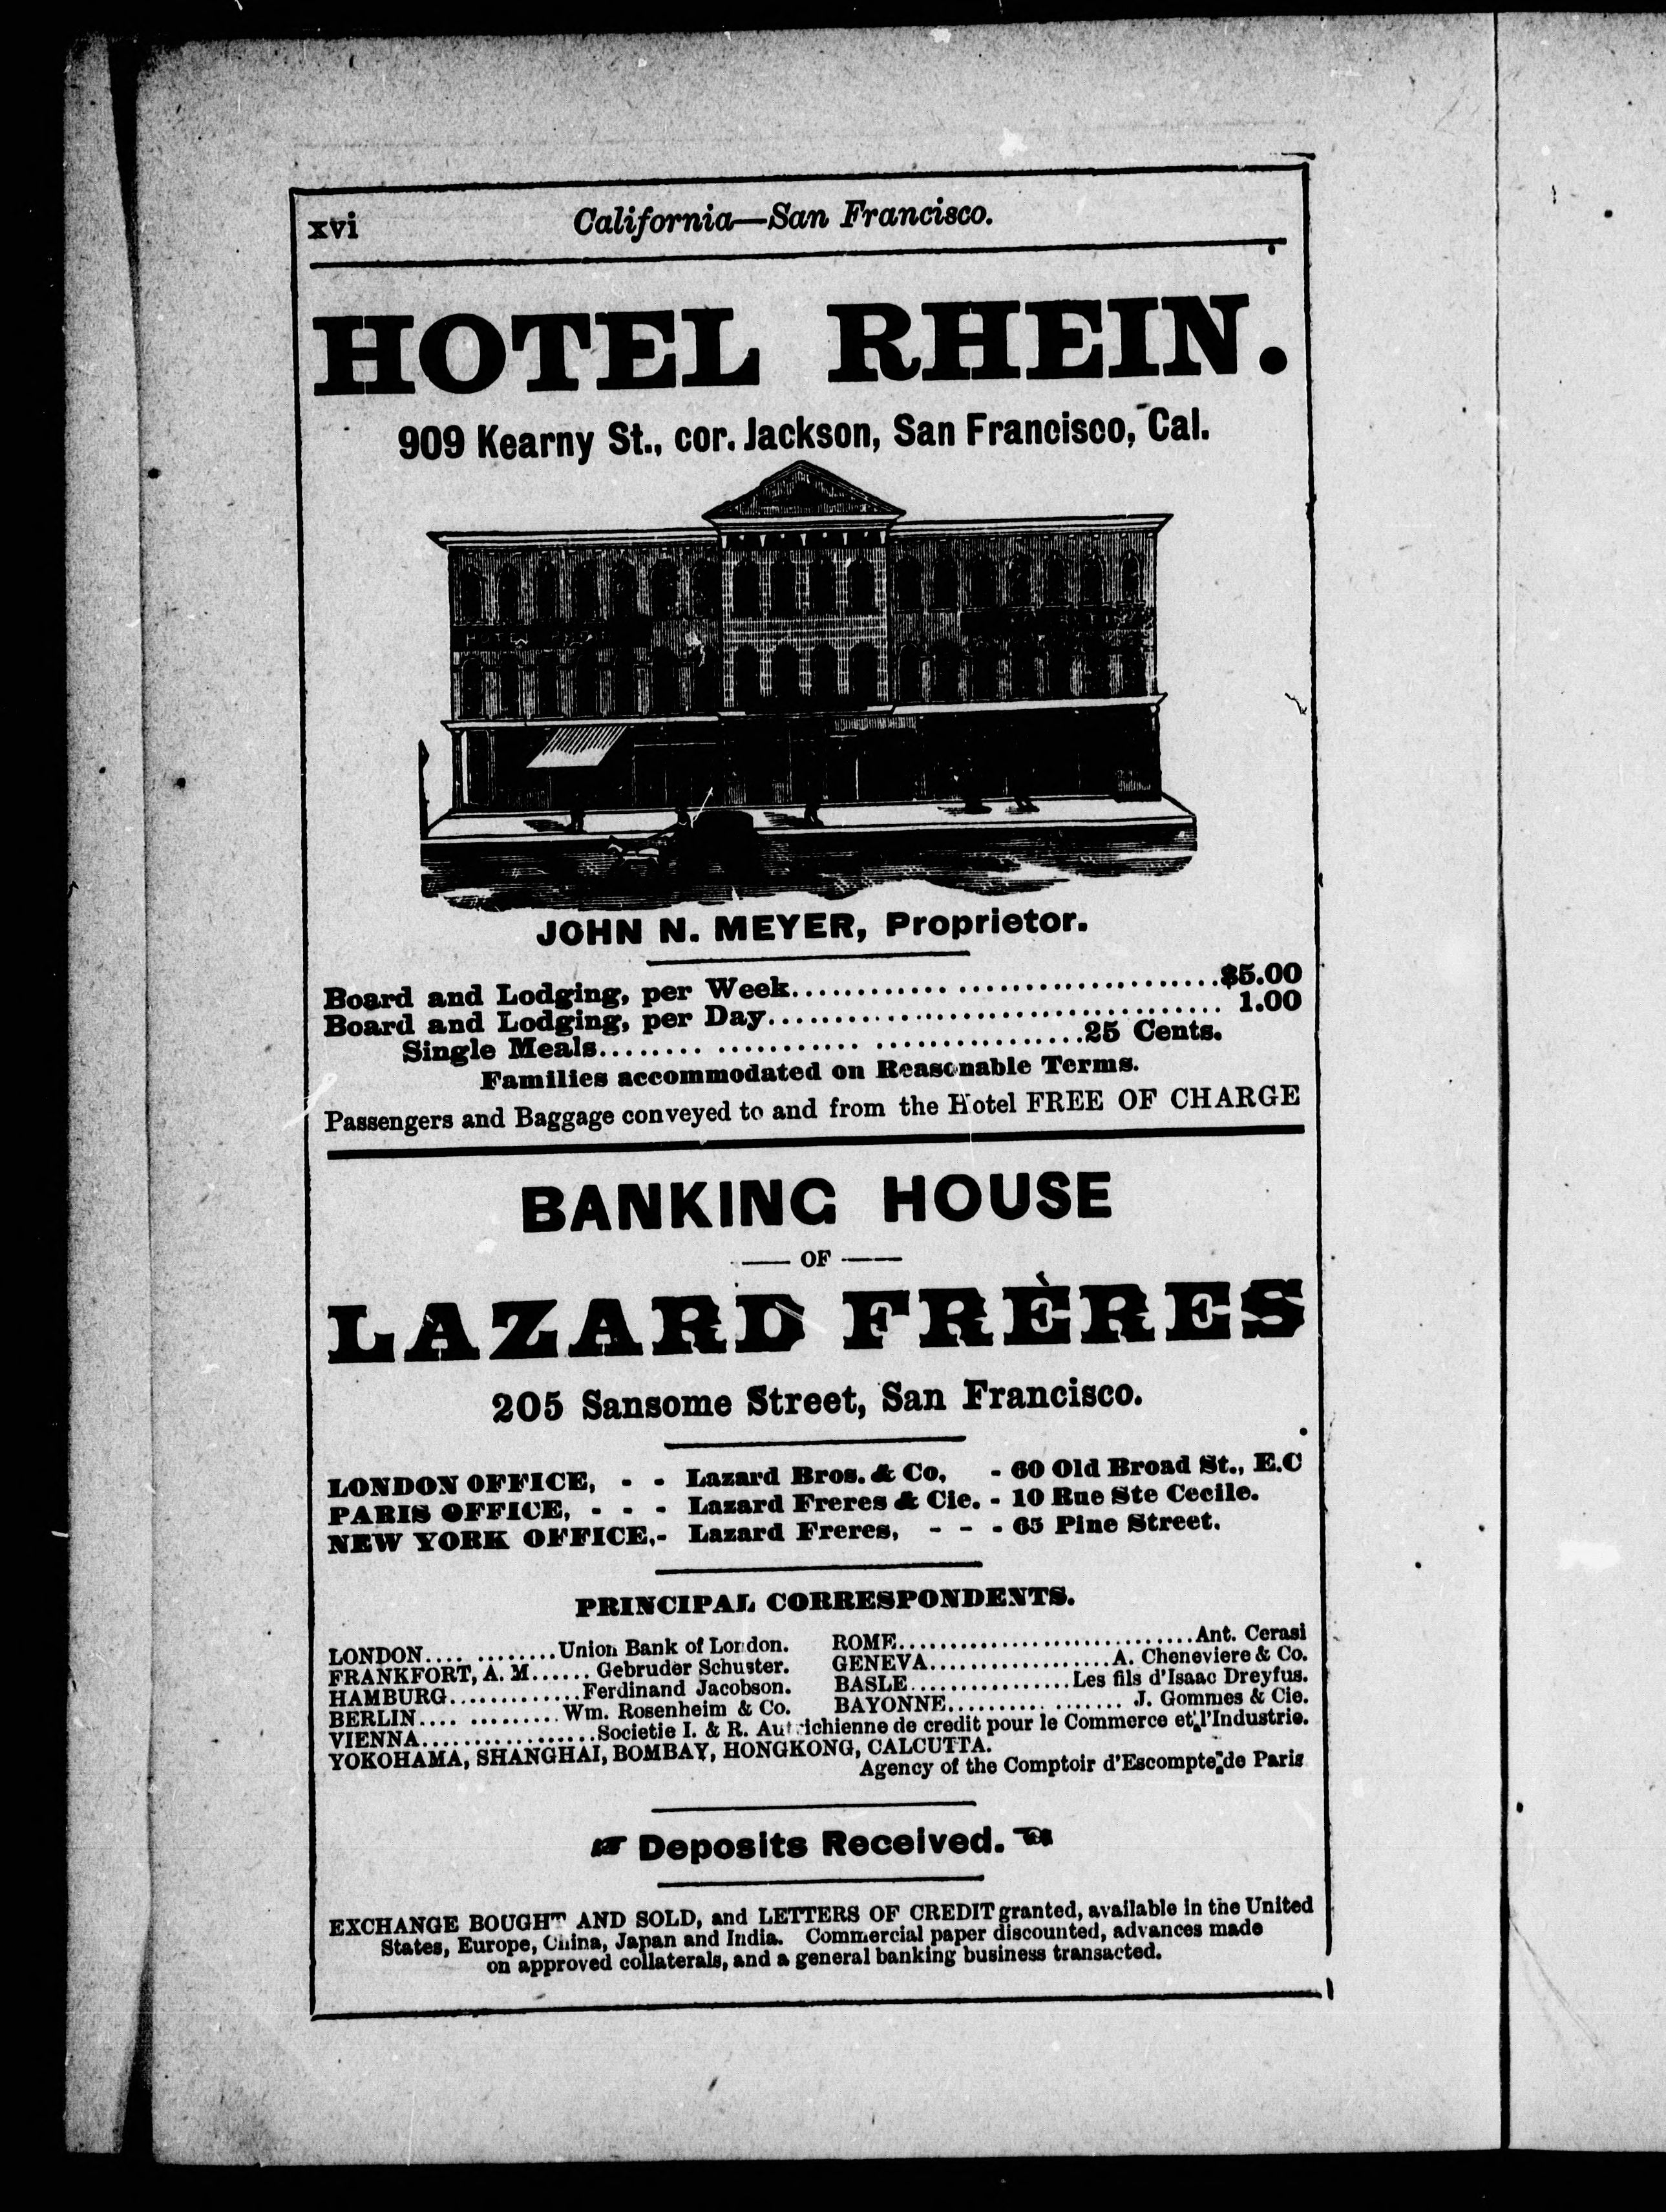 xvi
California—San Francisco.
HOTEL RHEIN.
909 Kearny St., cor. Jackson, San Francisco, Cal.
JOHN N. MEYER, Proprietor.
Board and Lodging, per Week................................$5.00
Board and Lodging, per Day................................ 1.00
Single Meals................................25 Cents.
Families accommodated on Reasonable Terms.
Passengers and Baggage conveyed to and from the Hotel FREE OF CHARGE
BANKING HOUSE
— OF —
LAZARD FRÈRES
205 Sansome Street, San Francisco.
LONDON OFFICE, - - Lazard Bros. & Co, - 60 Old Broad St., E.C
PARIS OFFICE, - - - Lazard Freres & Cie. - 10 Rue Ste Cecile.
NEW YORK OFFICE,- Lazard Freres, - - - 65 Pine Street.
PRINCIPAL CORRESPONDENTS.
LONDON............Union Bank of London.
FRANKFORT, A. M...... Gebruder Schuster.
HAMBURG............Ferdinand Jacobson.
BERLIN.............Wm. Rosenheim & Co.
ROME............................Ant. Cerasi
GENEVA..................A. Cheneviere & Co.
BASLE................Les fils d'Isaac Dreyfus.
BAYONNE................. J. Gommes & Cie.
VIENNA.................Societie I. & R. Autrichienne de credit pour le Commerce et l'Industrie.
YOKOHAMA, SHANGHAI, BOMBAY, HONGKONG, CALCUTTA.
Agency of the Comptoir d'Escompte de Paris
☞ Deposits Received. ☜
EXCHANGE BOUGHT AND SOLD, and LETTERS OF CREDIT granted, available in the United
States, Europe, China, Japan and India. Commercial paper discounted, advances made
on approved collaterals, and a general banking business transacted.